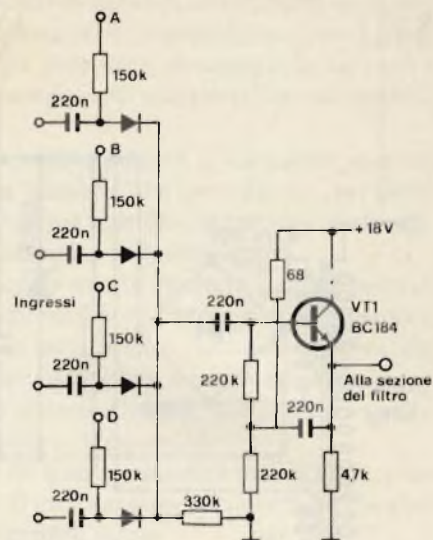 A
150k
220n
B
150k
220n
Ingressi
C
150k
220n
D
150k
220n
330k
220n
220k
220k
68
220n
+18V
VT1
BC184
Alla sezione
del filtro
4,7k